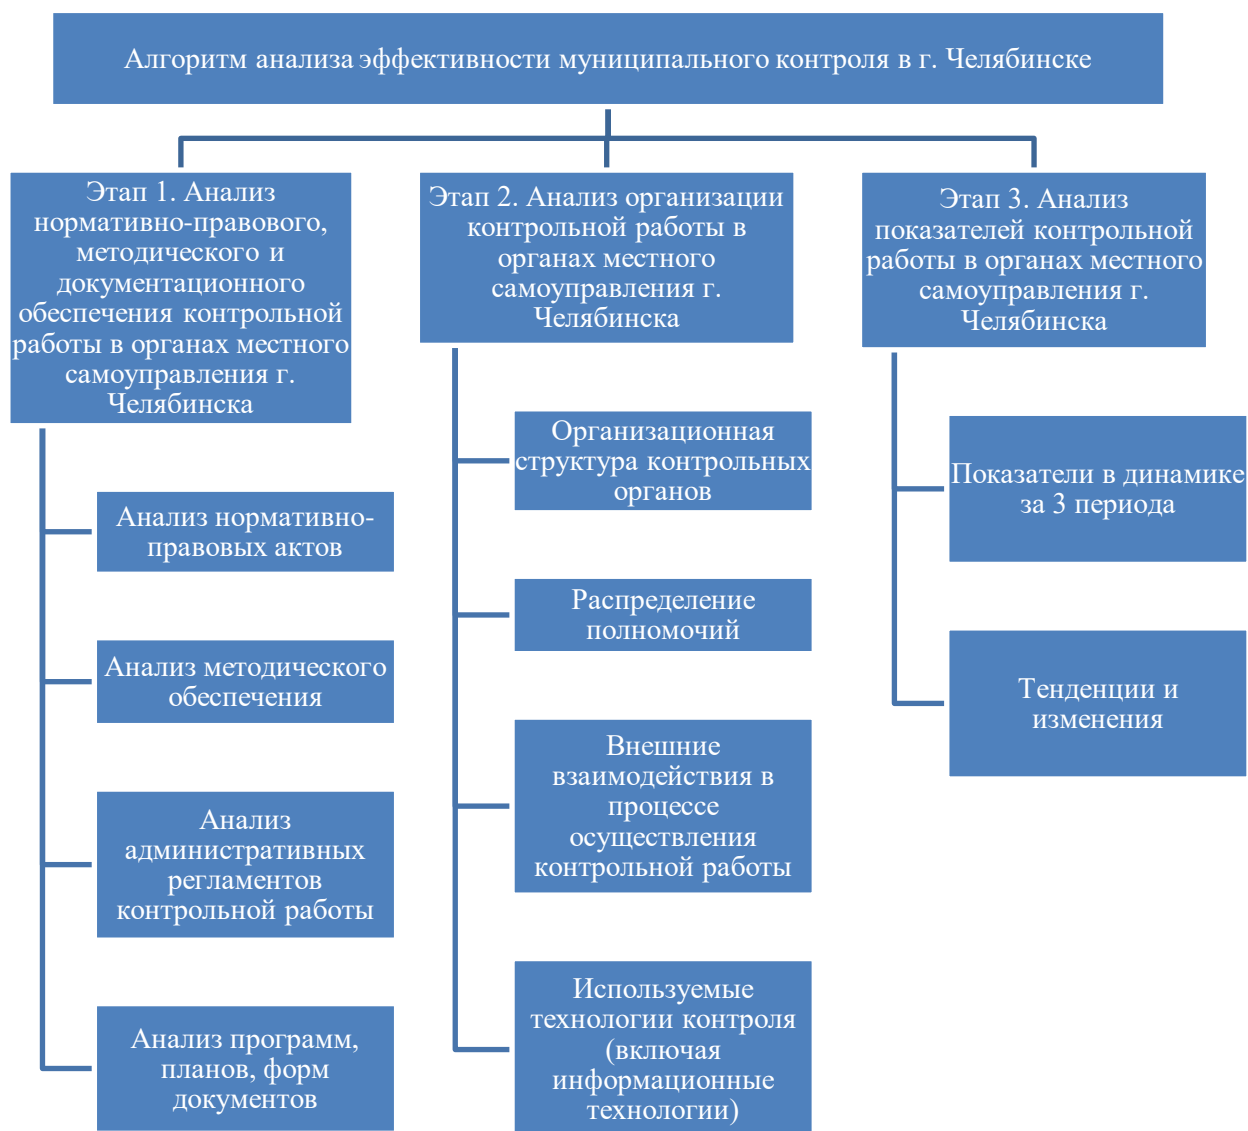 Алгоритм анализа эффективности муниципального контроля в г. Челябинске
Этап 1. Анализ
нормативно-правового,
методического и
документационного
обеспечения контрольной
работы в органах местного
самоуправления г.
Челябинска
Анализ нормативно-
правовых актов
Анализ методического
обеспечения
Анализ
административных
регламентов
контрольной работы
Анализ программ,
планов, форм
документов
Этап 2. Анализ организации
контрольной работы в
органах местного
самоуправления г.
Челябинска
Организационная
структура контрольных
органов
Распределение
полномочий
Внешние
взаимодействия в
процессе
осуществления
контрольной работы
Используемые
технологии контроля
(включая
информационные
технологии)
Этап 3. Анализ
показателей контрольной
работы в органах местного
самоуправления г.
Челябинска
Показатели в динамике
за 3 периода
Тенденции и
изменения